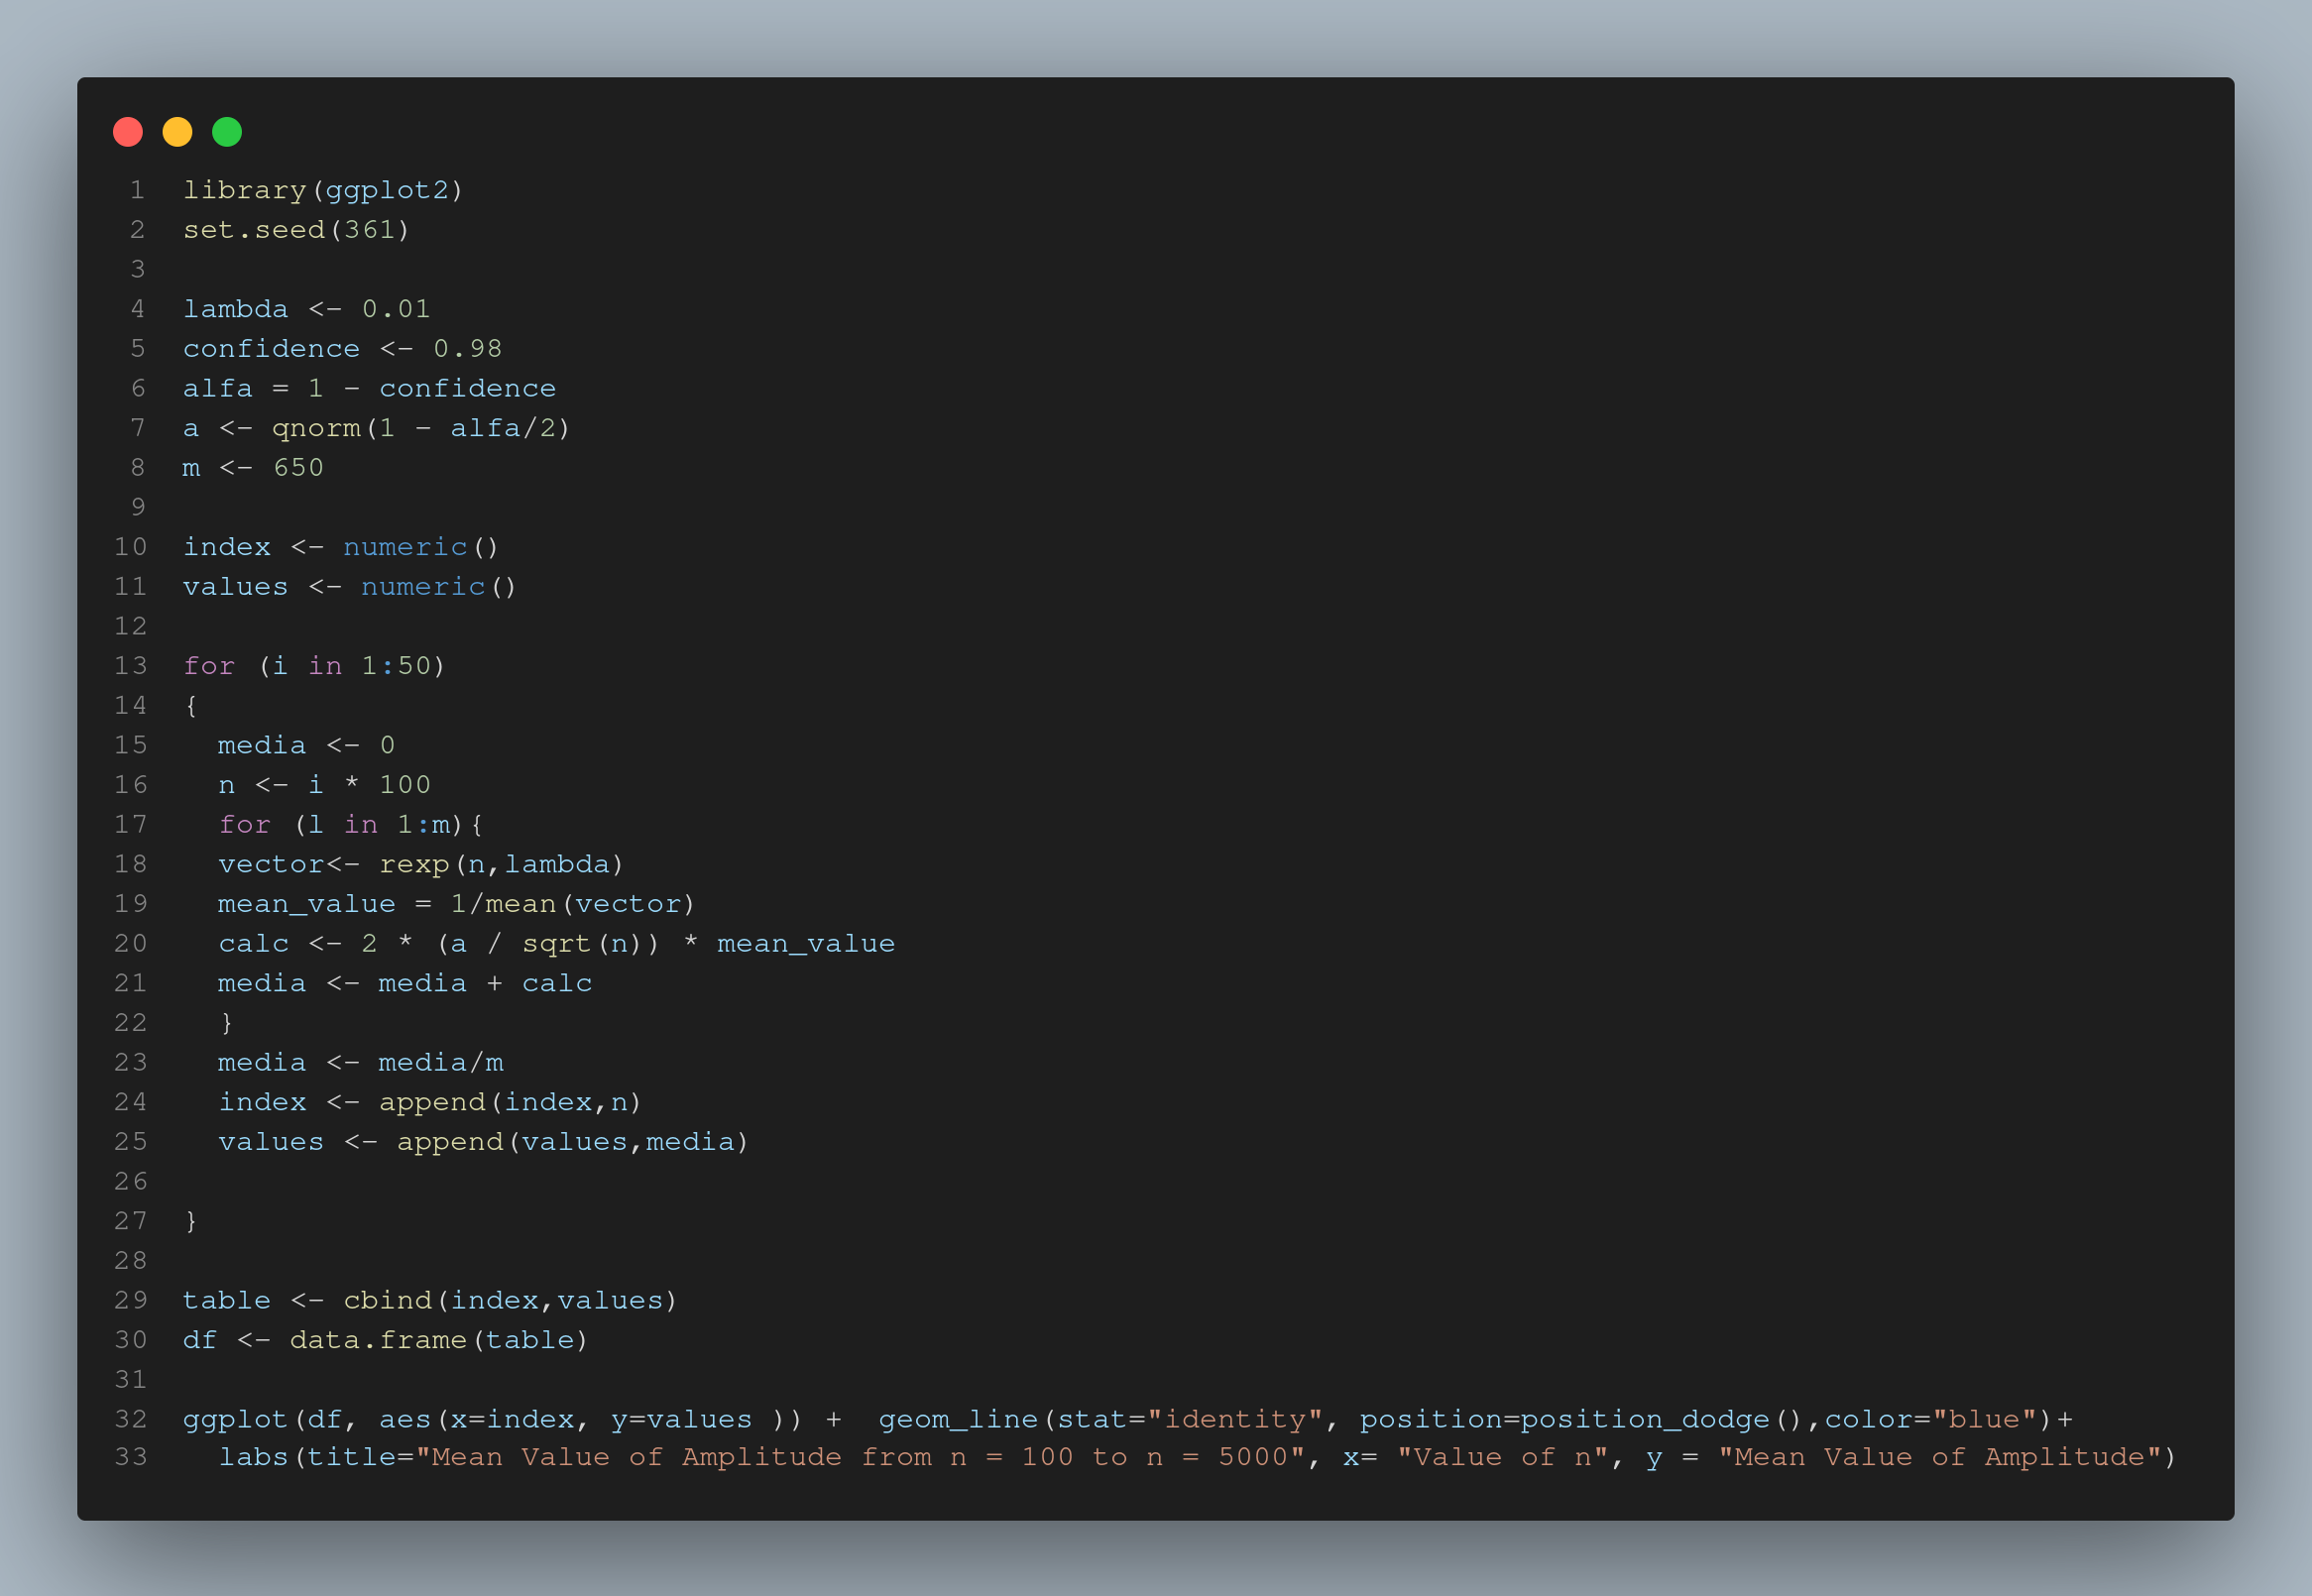 1 library(ggplot2)
2 set.seed(361)
3
4 lambda <- 0.01
5 confidence <- 0.98
6 alfa = 1 - confidence
7 a <- qnorm(1 - alfa/2)
8 m <- 650
9
10 index <- numeric()
11 values <- numeric()
12
13 for (i in 1:50)
14 {
15   media <- 0
16   n <- i * 100
17   for (l in 1:m){
18   vector<- rexp(n,lambda)
19   mean_value = 1/mean(vector)
20   calc <- 2 * (a / sqrt(n)) * mean_value
21   media <- media + calc
22   }
23   media <- media/m
24   index <- append(index,n)
25   values <- append(values,media)
26
27 }
28
29 table <- cbind(index,values)
30 df <- data.frame(table)
31
32 ggplot(df, aes(x=index, y=values )) +  geom_line(stat="identity", position=position_dodge(),color="blue")+
33   labs(title="Mean Value of Amplitude from n = 100 to n = 5000", x= "Value of n", y = "Mean Value of Amplitude")